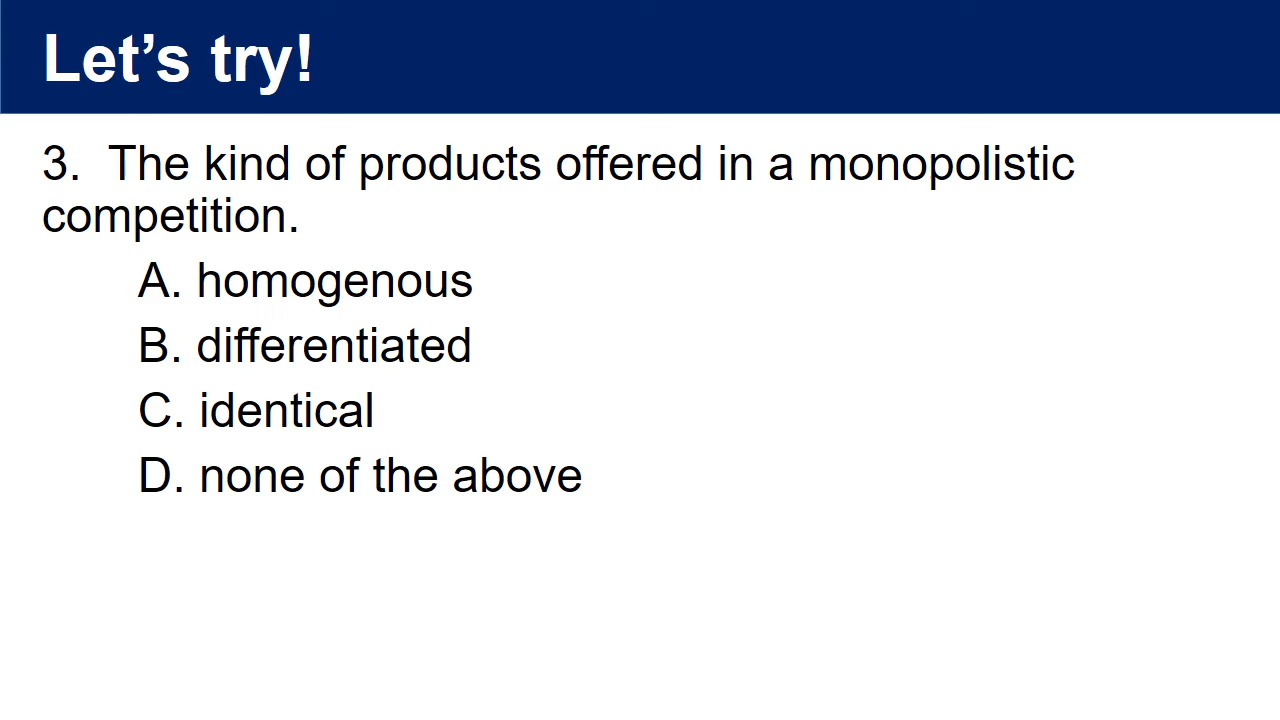 Let’s try!
3.  The kind of products offered in a monopolistic
competition.
A. homogenous
B. differentiated
C. identical
D. none of the above